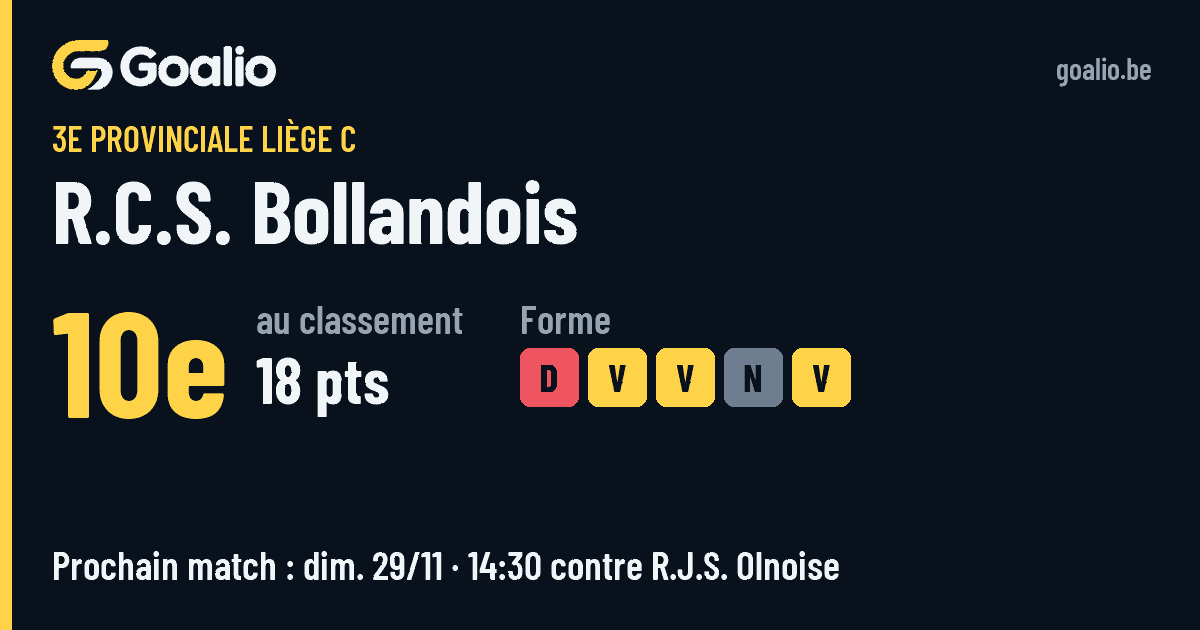 Goalio
goalio.be
3E PROVINCIALE LIÈGE C
R.C.S. Bollandois
10e
au classement
18 pts
Forme
D V V N V
Prochain match : dim. 29/11 · 14:30 contre R.J.S. Olnoise